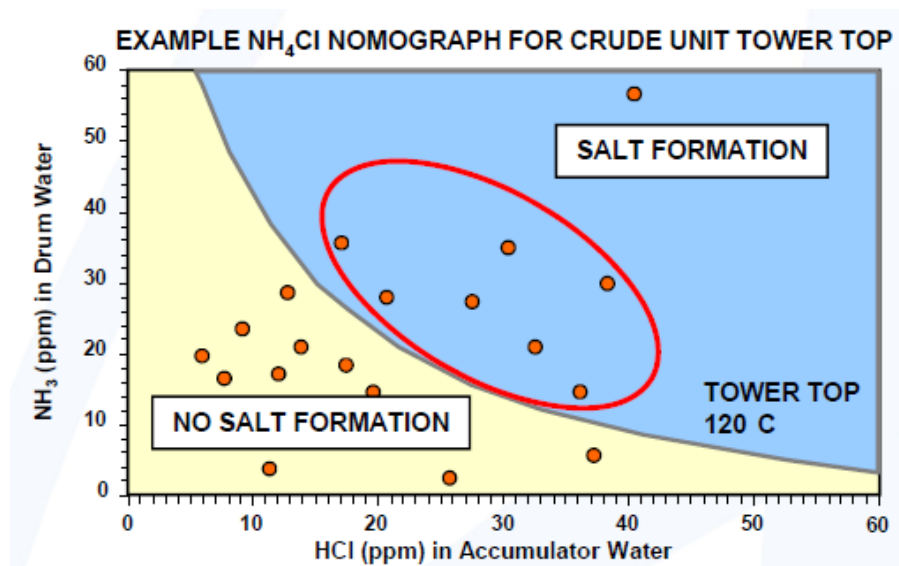 EXAMPLE NH₄Cl NOMOGRAPH FOR CRUDE UNIT TOWER TOP
60
50
40
30
20
10
0
NH₃ (ppm) in Drum Water
SALT FORMATION
NO SALT FORMATION
TOWER TOP
120 C
0 10 20 30 40 50 60
HCl (ppm) in Accumulator Water